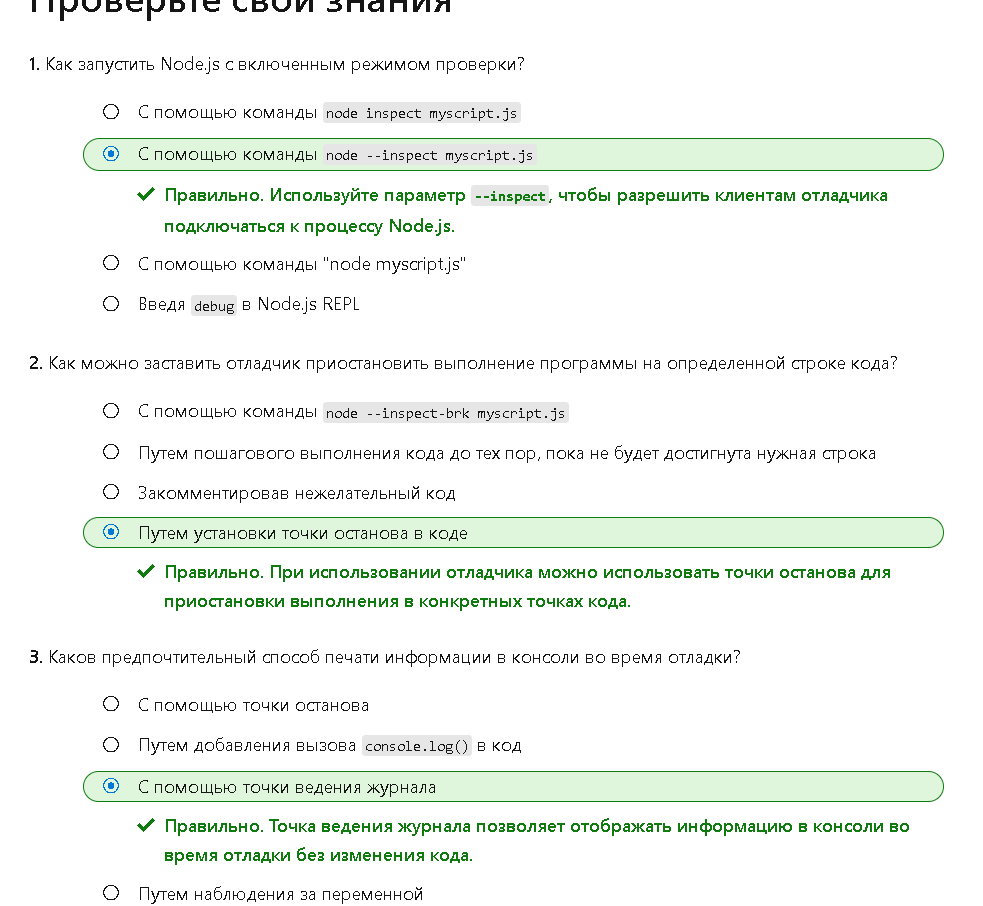 Проверьте свои знания
1. Как запустить Node.js с включенным режимом проверки?
С помощью команды node inspect myscript.js
С помощью команды node --inspect myscript.js
Правильно. Используйте параметр --inspect, чтобы разрешить клиентам отладчика
подключаться к процессу Node.js.
С помощью команды "node myscript.js"
Введя debug в Node.js REPL
2. Как можно заставить отладчик приостановить выполнение программы на определенной строке кода?
С помощью команды node --inspect-brk myscript.js
Путем пошагового выполнения кода до тех пор, пока не будет достигнута нужная строка
Закомментировав нежелательный код
Путем установки точки останова в коде
Правильно. При использовании отладчика можно использовать точки останова для
приостановки выполнения в конкретных точках кода.
3. Каков предпочтительный способ печати информации в консоли во время отладки?
С помощью точки останова
Путем добавления вызова console.log() в код
С помощью точки ведения журнала
Правильно. Точка ведения журнала позволяет отображать информацию в консоли во
время отладки без изменения кода.
Путем наблюдения за переменной